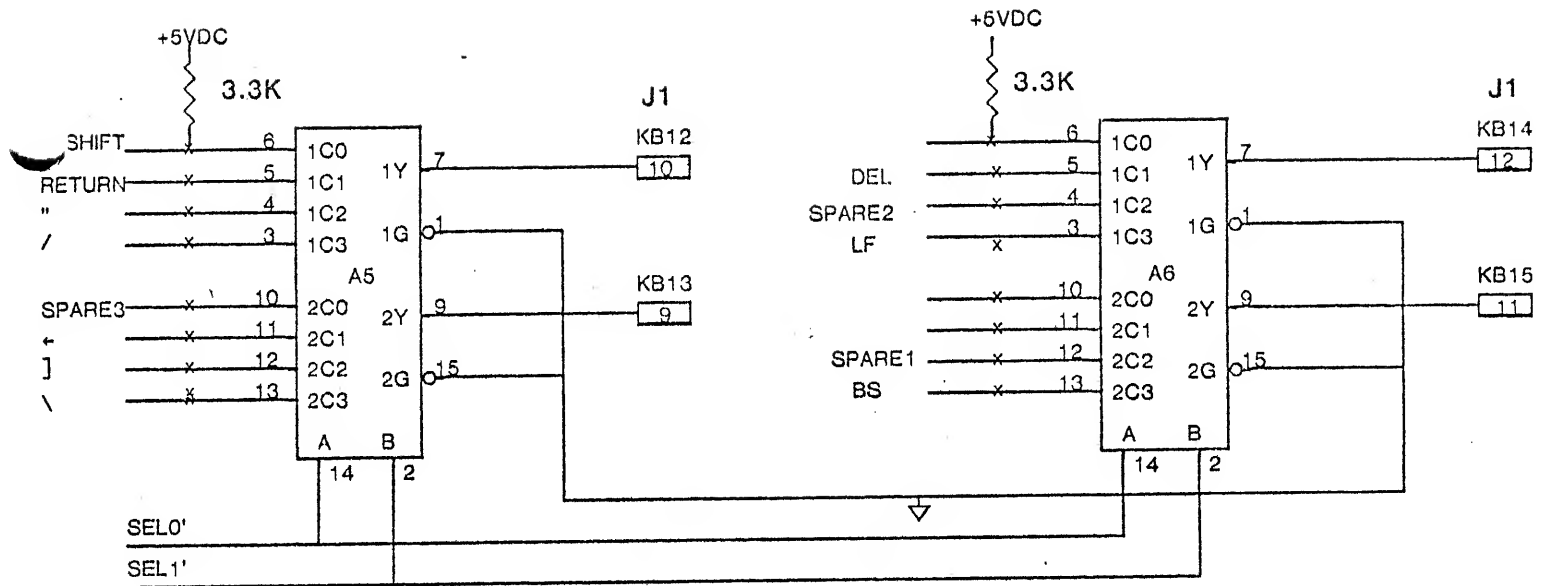 +5VDC
3.3K
J1
SHIFT 6 1C0 1Y 7 KB12 10
RETURN 5 1C1
" 4 1C2
/ 3 1C3 1G 1
A5
SPARE3 10 2C0 2Y 9 KB13 9
← 11 2C1
] 12 2C2 2G 15
\ 13 2C3
A B
14 2
+5VDC
3.3K
J1
6 1C0 1Y 7 KB14 12
DEL 5 1C1
SPARE2 4 1C2
LF 3 1C3 1G 1
A6
10 2C0 2Y 9 KB15 11
11 2C1
SPARE1 12 2C2 2G 15
BS 13 2C3
A B
14 2
SEL0'
SEL1'